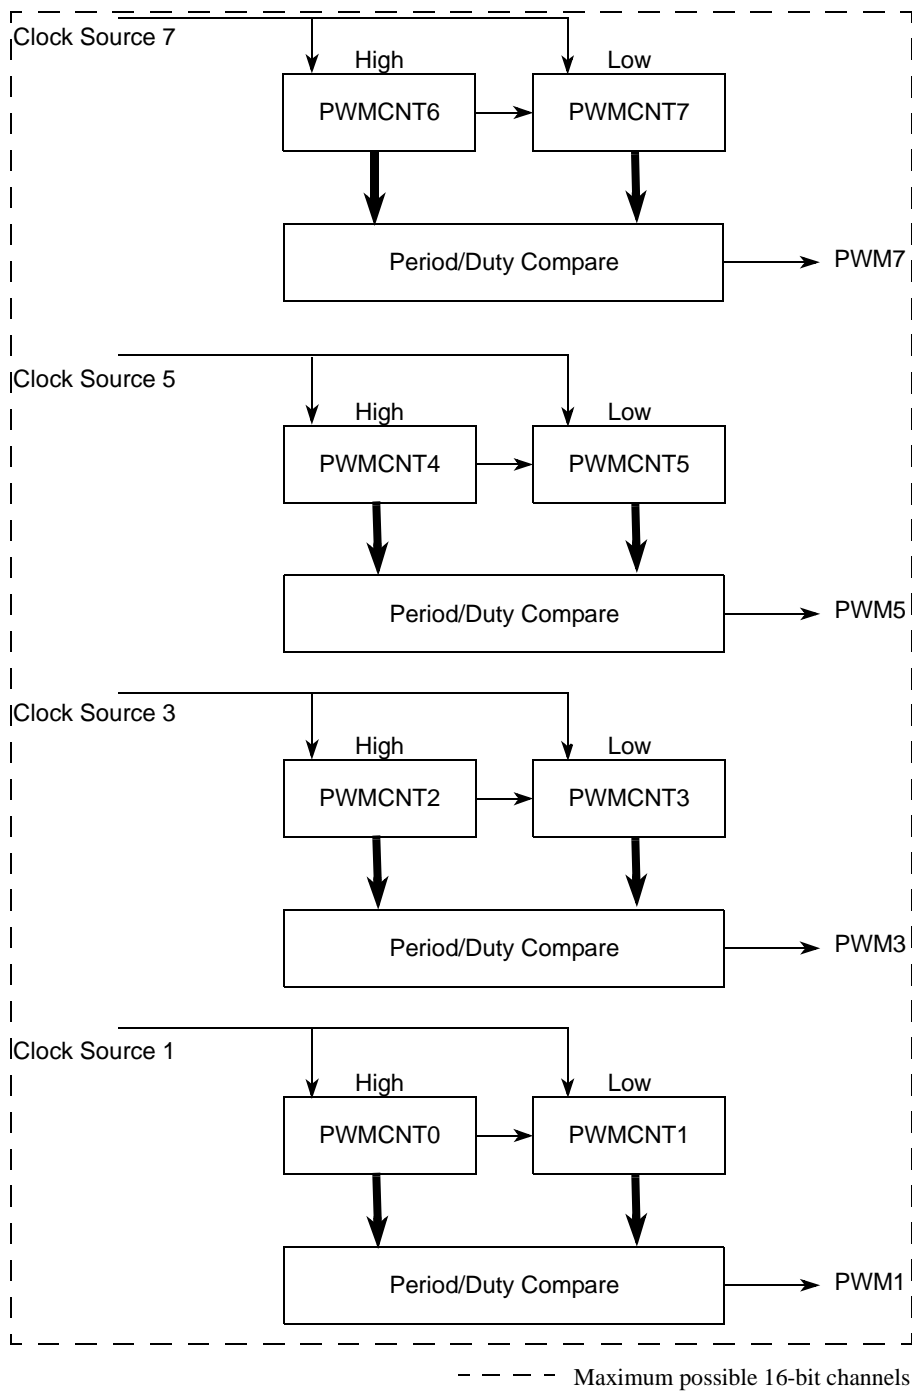 Clock Source 7
High
Low
PWMCNT6
PWMCNT7
Period/Duty Compare
PWM7
Clock Source 5
High
Low
PWMCNT4
PWMCNT5
Period/Duty Compare
PWM5
Clock Source 3
High
Low
PWMCNT2
PWMCNT3
Period/Duty Compare
PWM3
Clock Source 1
High
Low
PWMCNT0
PWMCNT1
Period/Duty Compare
PWM1
Maximum possible 16-bit channels